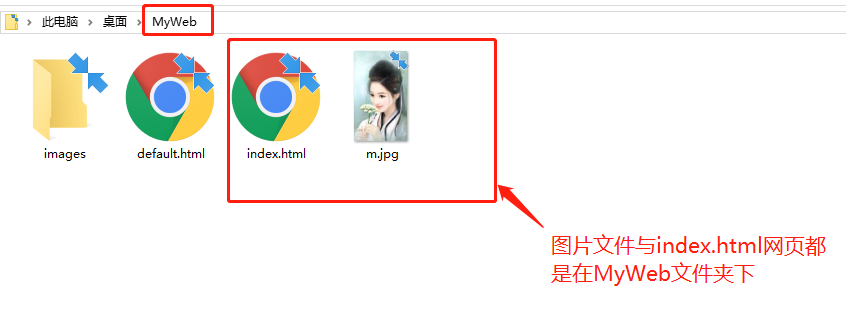 此电脑 > 桌面 > MyWeb
images
default.html
index.html
m.jpg
图片文件与index.html网页都
是在MyWeb文件夹下